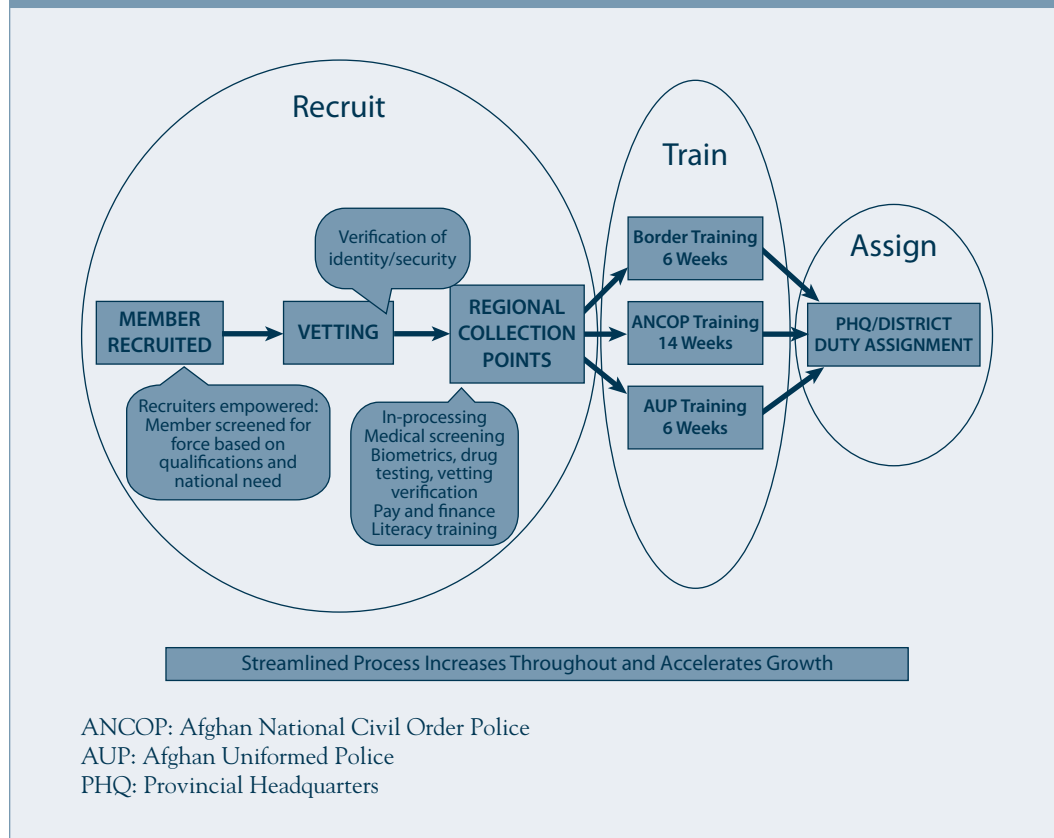 Recruit
Train
Assign
Verification of
identity/security
MEMBER
RECRUITED
VETTING
REGIONAL
COLLECTION
POINTS
Border Training
6 Weeks
ANCOP Training
14 Weeks
AUP Training
6 Weeks
PHQ/DISTRICT
DUTY ASSIGNMENT
Recruiters empowered:
Member screened for
force based on
qualifications and
national need
In-processing
Medical screening
Biometrics, drug
testing, vetting
verification
Pay and finance
Literacy training
Streamlined Process Increases Throughout and Accelerates Growth
ANCOP: Afghan National Civil Order Police
AUP: Afghan Uniformed Police
PHQ: Provincial Headquarters